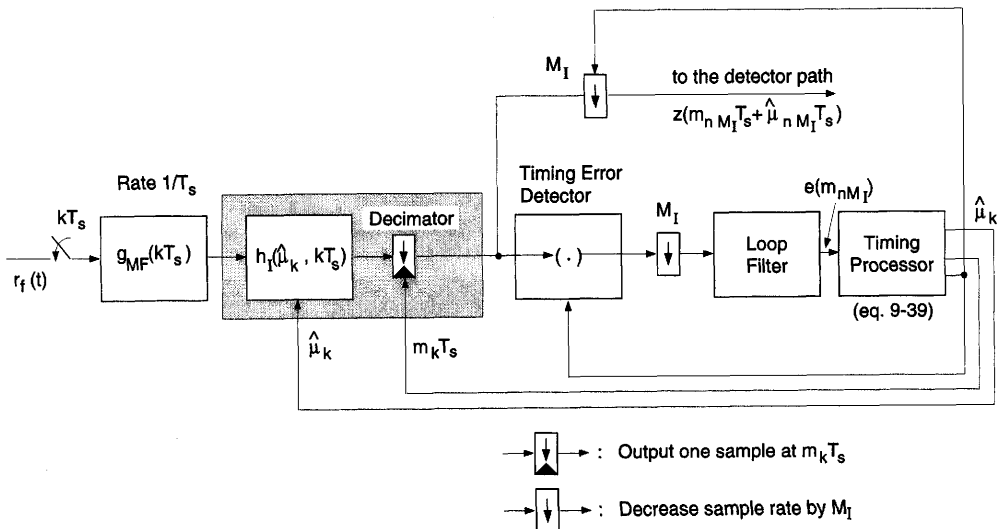 M_I
to the detector path
z(m_{n M_I}T_s + μ̂_{n M_I}T_s)
Rate 1/T_s
Timing Error
Detector
kT_s
Decimator
M_I
e(m_{nM_I})
μ̂_k
r_f (t)
g_{MF}(kT_s)
h_I(μ̂_k , kT_s)
( . )
Loop
Filter
Timing
Processor
(eq. 9-39)
μ̂_k
m_kT_s
: Output one sample at m_kT_s
: Decrease sample rate by M_I